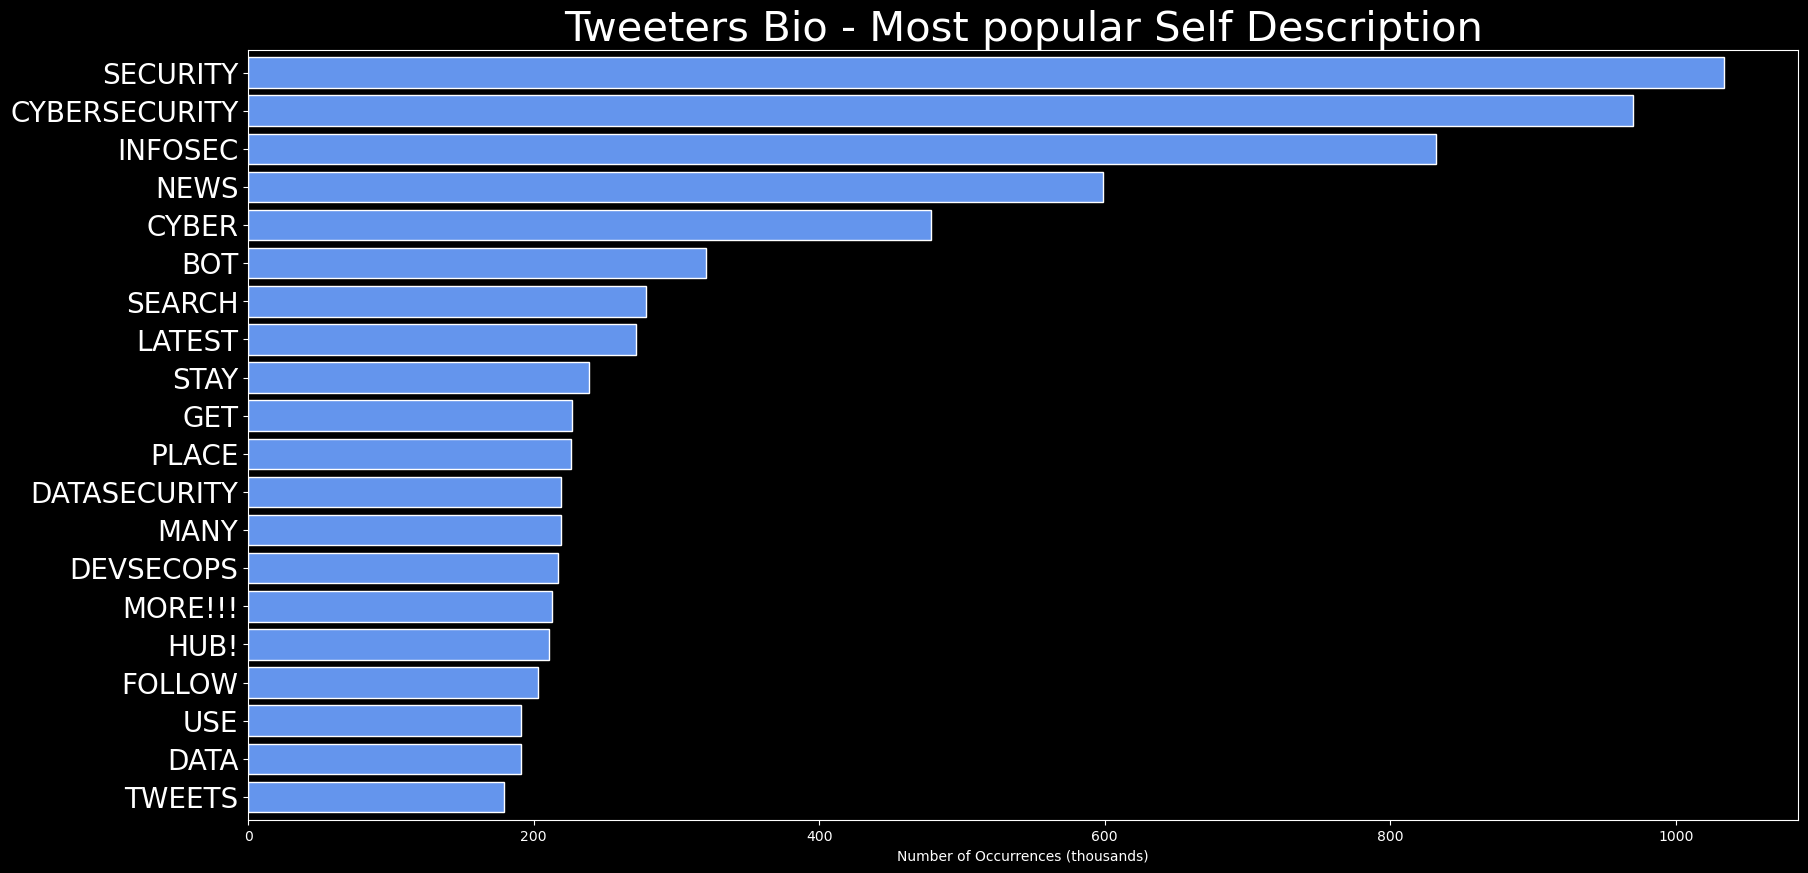 Tweeters Bio - Most popular Self Description
SECURITY
CYBERSECURITY
INFOSEC
NEWS
CYBER
BOT
SEARCH
LATEST
STAY
GET
PLACE
DATASECURITY
MANY
DEVSECOPS
MORE!!!
HUB!
FOLLOW
USE
DATA
TWEETS
0 200 400 600 800 1000
Number of Occurrences (thousands)